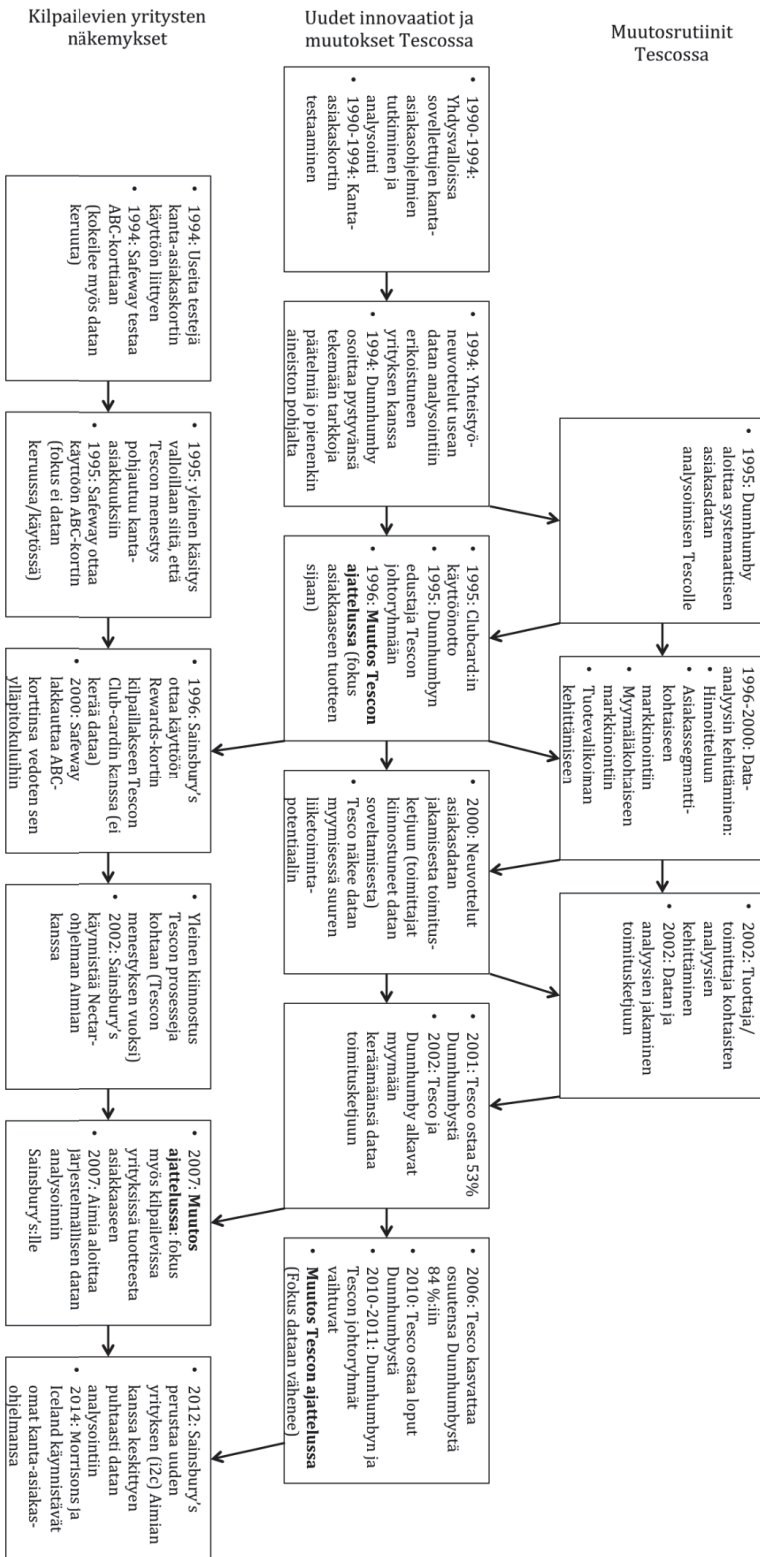 Muutosrutiinit
Tescossa
• 1995: Dunnhumby
aloittaa systemaattisen
asiakasdatan
analysoimisen Tescolle
1996-2000: Data-
analyysin kehittäminen:
• Hinnoitteluun
• Asiakassegmentti-
kohtaiseen
markkinointiin
• Myymäläkohtaiseen
markkinointiin
• Tuotevalikoiman
kehittämiseen
• 2002: Tuottaja/
toimittaja kohtaisten
analyysien
kehittäminen
• 2002: Datan ja
analyysien jakaminen
toimitusketjuun
Uudet innovaatiot ja
muutokset Tescossa
• 1990-1994:
Yhdysvalloissa
sovellettujen kanta-
asiakasohjelmien
tutkiminen ja
analysointi
• 1990-1994: Kanta-
asiakaskortin
testaaminen
• 1994: Yhteistyö-
neuvottelut usean
datan analysointiin
erikoistuneen
yrityksen kanssa
• 1994: Dunnhumby
osoittaa pystyvänsä
tekemään tarkkoja
päätelmiä jo pienenkin
aineiston pohjalta
• 1995: Clubcard:in
käyttöönotto
• 1995: Dunnhumbyn
edustaja Tescon
johtoryhmään
• 1996: Muutos Tescon
ajattelussa (fokus
asiakkaaseen tuotteen
sijaan)
• 2000: Neuvottelut
asiakasdatan
jakamisesta toimitus-
ketjuun (toimittajat
kiinnostuneet datan
soveltamisesta)
• Tesco näkee datan
myymisessä suuren
liiketoiminta-
potentiaalin
• 2001: Tesco ostaa 53%
Dunnhumbystä
• 2002: Tesco ja
Dunnhumby alkavat
myymään
keräämäänsä dataa
toimitusketjuun
• 2006: Tesco kasvattaa
osuutensa Dunnhumbystä
84 %:iin
• 2010: Tesco ostaa loput
Dunnhumbystä
• 2010-2011: Dunnhumbyn ja
Tescon johtoryhmät
vaihtuvat
• Muutos Tescon ajattelussa
(Fokus dataan vähenee)
Kilpailevien yritysten
näkemykset
• 1994: Useita testejä
kanta-asiakaskortin
käyttöön liittyen
• 1994: Safeway testaa
ABC-korttiaan
(kokeilee myös datan
keruuta)
• 1995: yleinen käsitys
valloillaan siitä, että
Tescon menestys
pohjautuu kanta-
asiakkuuksiin
• 1995: Safeway ottaa
käyttöön ABC-kortin
(fokus ei datan
keruussa/käytössä)
• 1996: Sainsbury's
ottaa käyttöön
Rewards-kortin
kilpaillakseen Tescon
Club-cardin kanssa (ei
kerää dataa)
• 2000: Safeway
lakkauttaa ABC-
korttinsa vedoten sen
ylläpitokuluihin
• Yleinen kiinnostus
Tescon prosesseja
kohtaan (Tescon
menestyksen vuoksi)
• 2002: Sainsbury's
käynnistää Nectar-
ohjelman Aimian
kanssa
• 2007: Muutos
ajattelussa: fokus
myös kilpailevissa
yrityksissä tuotteesta
asiakkaaseen
• 2007: Aimia aloittaa
järjestelmällisen datan
analysoinnin
Sainsbury's:lle
• 2012: Sainsbury's
perustaa uuden
yrityksen (i2c) Aimian
kanssa keskittyen
puhtaasti datan
analysointiin
• 2014: Morrisons ja
Iceland käynnistävät
omat kanta-asiakas-
ohjelmansa